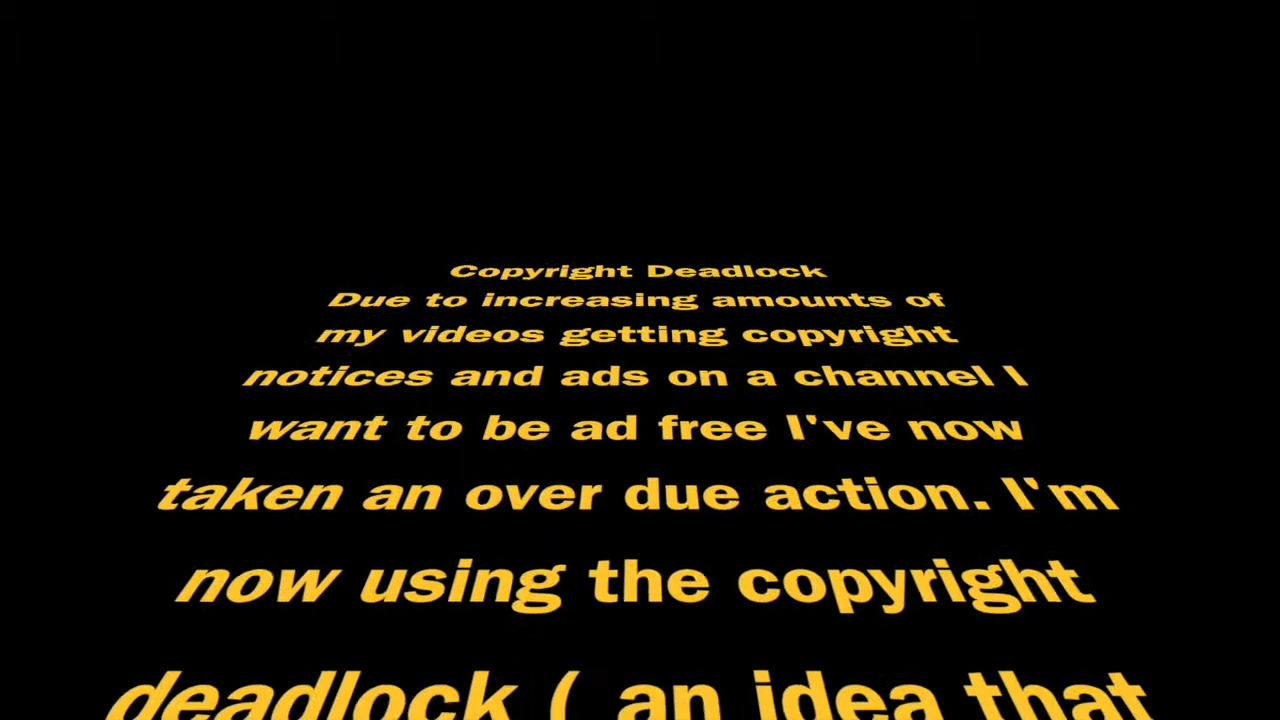 Copyright Deadlock
Due to increasing amounts of
my videos getting copyright
notices and ads on a channel I
want to be ad free I've now
taken an over due action. I'm
now using the copyright
deadlock ( an idea that